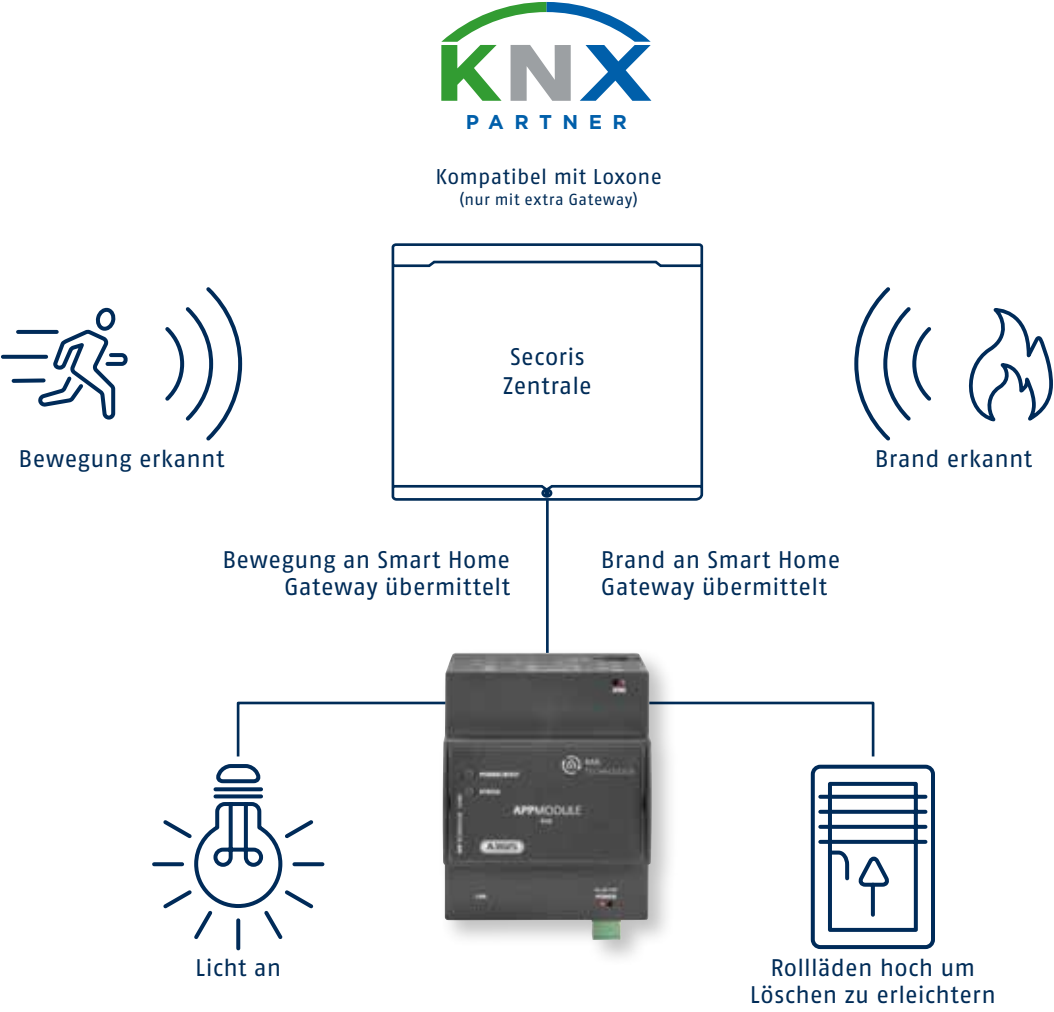 KNX
PARTNER
Kompatibel mit Loxone
(nur mit extra Gateway)
Secoris
Zentrale
Bewegung erkannt
Brand erkannt
Bewegung an Smart Home
Gateway übermittelt
Brand an Smart Home
Gateway übermittelt
APPMODULE
ABUS
Licht an
Rollläden hoch um
Löschen zu erleichtern